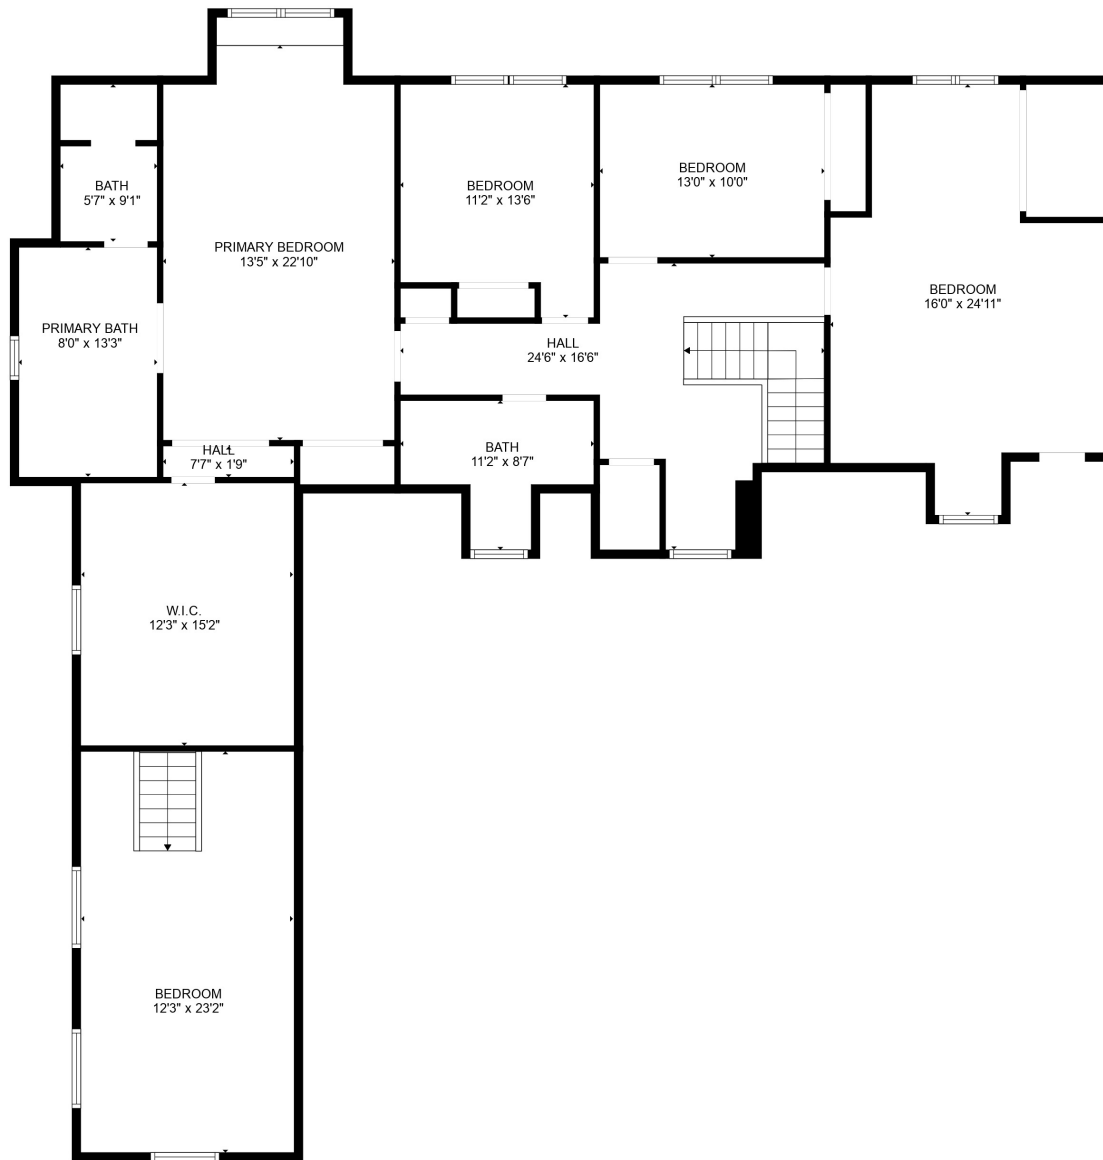 BATH
5'7" x 9'1"
PRIMARY BEDROOM
13'5" x 22'10"
BEDROOM
11'2" x 13'6"
BEDROOM
13'0" x 10'0"
BEDROOM
16'0" x 24'11"
PRIMARY BATH
8'0" x 13'3"
HALL
24'6" x 16'6"
HALL
7'7" x 1'9"
BATH
11'2" x 8'7"
W.I.C.
12'3" x 15'2"
BEDROOM
12'3" x 23'2"